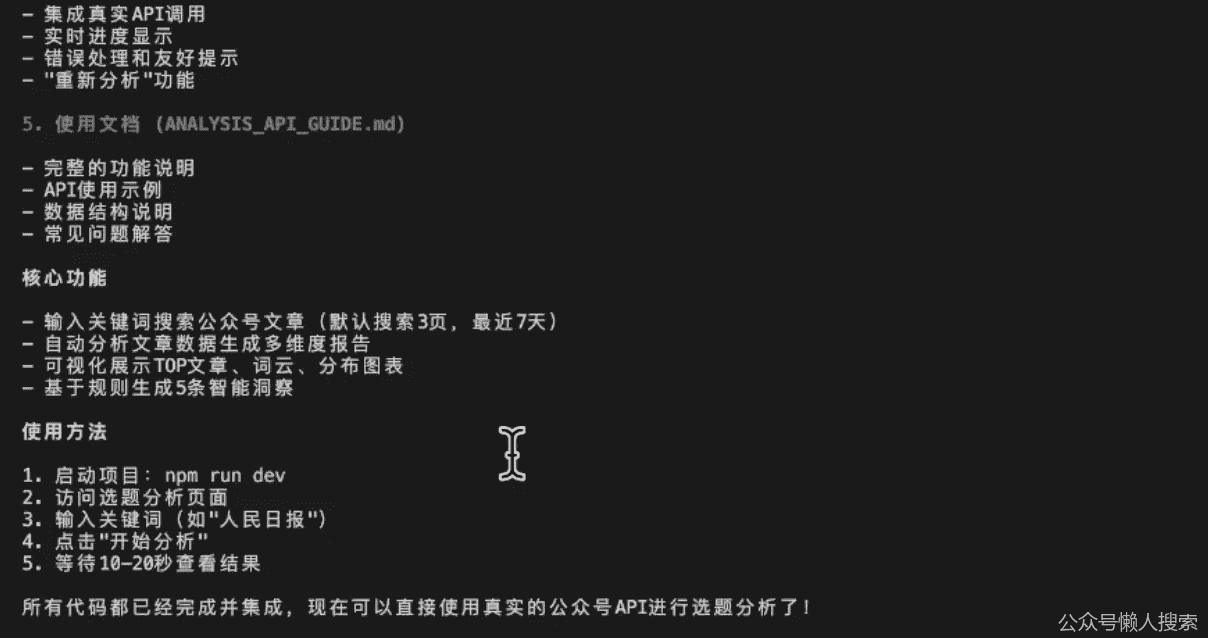 - 集成真实API调用
- 实时进度显示
- 错误处理和友好提示
- "重新分析"功能
5. 使用文档 (ANALYSIS_API_GUIDE.md)
- 完整的功能说明
- API使用示例
- 数据结构说明
- 常见问题解答
核心功能
- 输入关键词搜索公众号文章（默认搜索3页，最近7天）
- 自动分析文章数据生成多维度报告
- 可视化展示TOP文章、词云、分布图表
- 基于规则生成5条智能洞察
使用方法
1. 启动项目：npm run dev
2. 访问选题分析页面
3. 输入关键词（如"人民日报"）
4. 点击"开始分析"
5. 等待10-20秒查看结果
所有代码都已经完成并集成，现在可以直接使用真实的公众号API进行选题分析了！
公众号懒人搜索